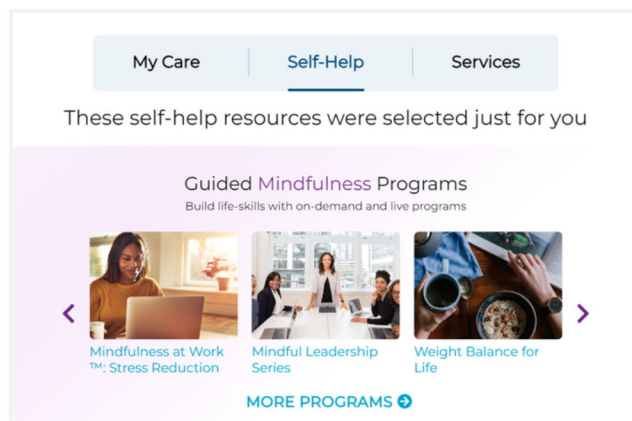 My Care
Self-Help
Services
These self-help resources were selected just for you
Guided Mindfulness Programs
Build life-skills with on-demand and live programs
Mindfulness at Work
™: Stress Reduction
Mindful Leadership
Series
Weight Balance for
Life
MORE PROGRAMS